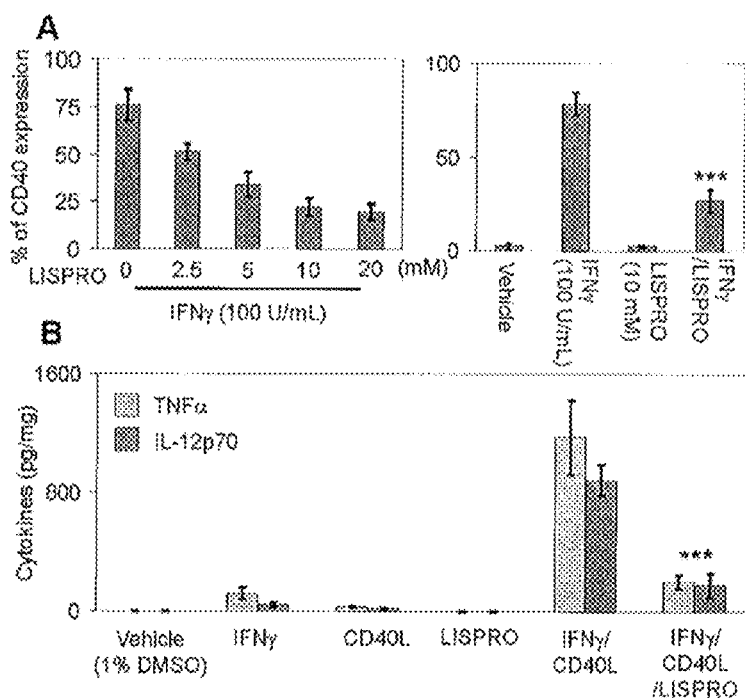 A
% of CD40 expression
100
75
50
25
0
LISPRO 0 2.5 5 10 20 (mM)
IFNγ (100 U/mL)
100
50
0
***
Vehicle
IFNγ
(100 U/mL)
LISPRO
(10 mM)
IFNγ
/LISPRO
B
Cytokines (pg/mg)
1600
800
0
TNFα
IL-12p70
***
Vehicle
(1% DMSO)
IFNγ
CD40L
LISPRO
IFNγ/
CD40L
IFNγ/
CD40L
/LISPRO